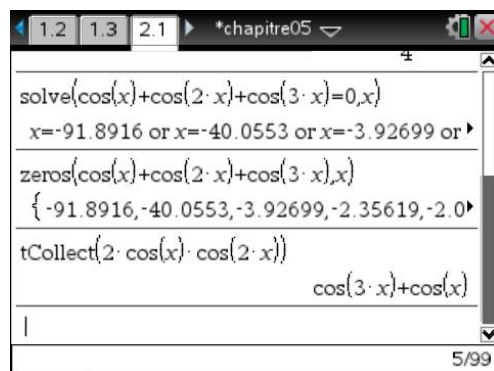 1.2 1.3 2.1 *chapitre05
4
solve(cos(x)+cos(2·x)+cos(3·x)=0,x)
x=-91.8916 or x=-40.0553 or x=-3.92699 or
zeros(cos(x)+cos(2·x)+cos(3·x),x)
{-91.8916,-40.0553,-3.92699,-2.35619,-2.0
tCollect(2·cos(x)·cos(2·x))
cos(3·x)+cos(x)
5/99